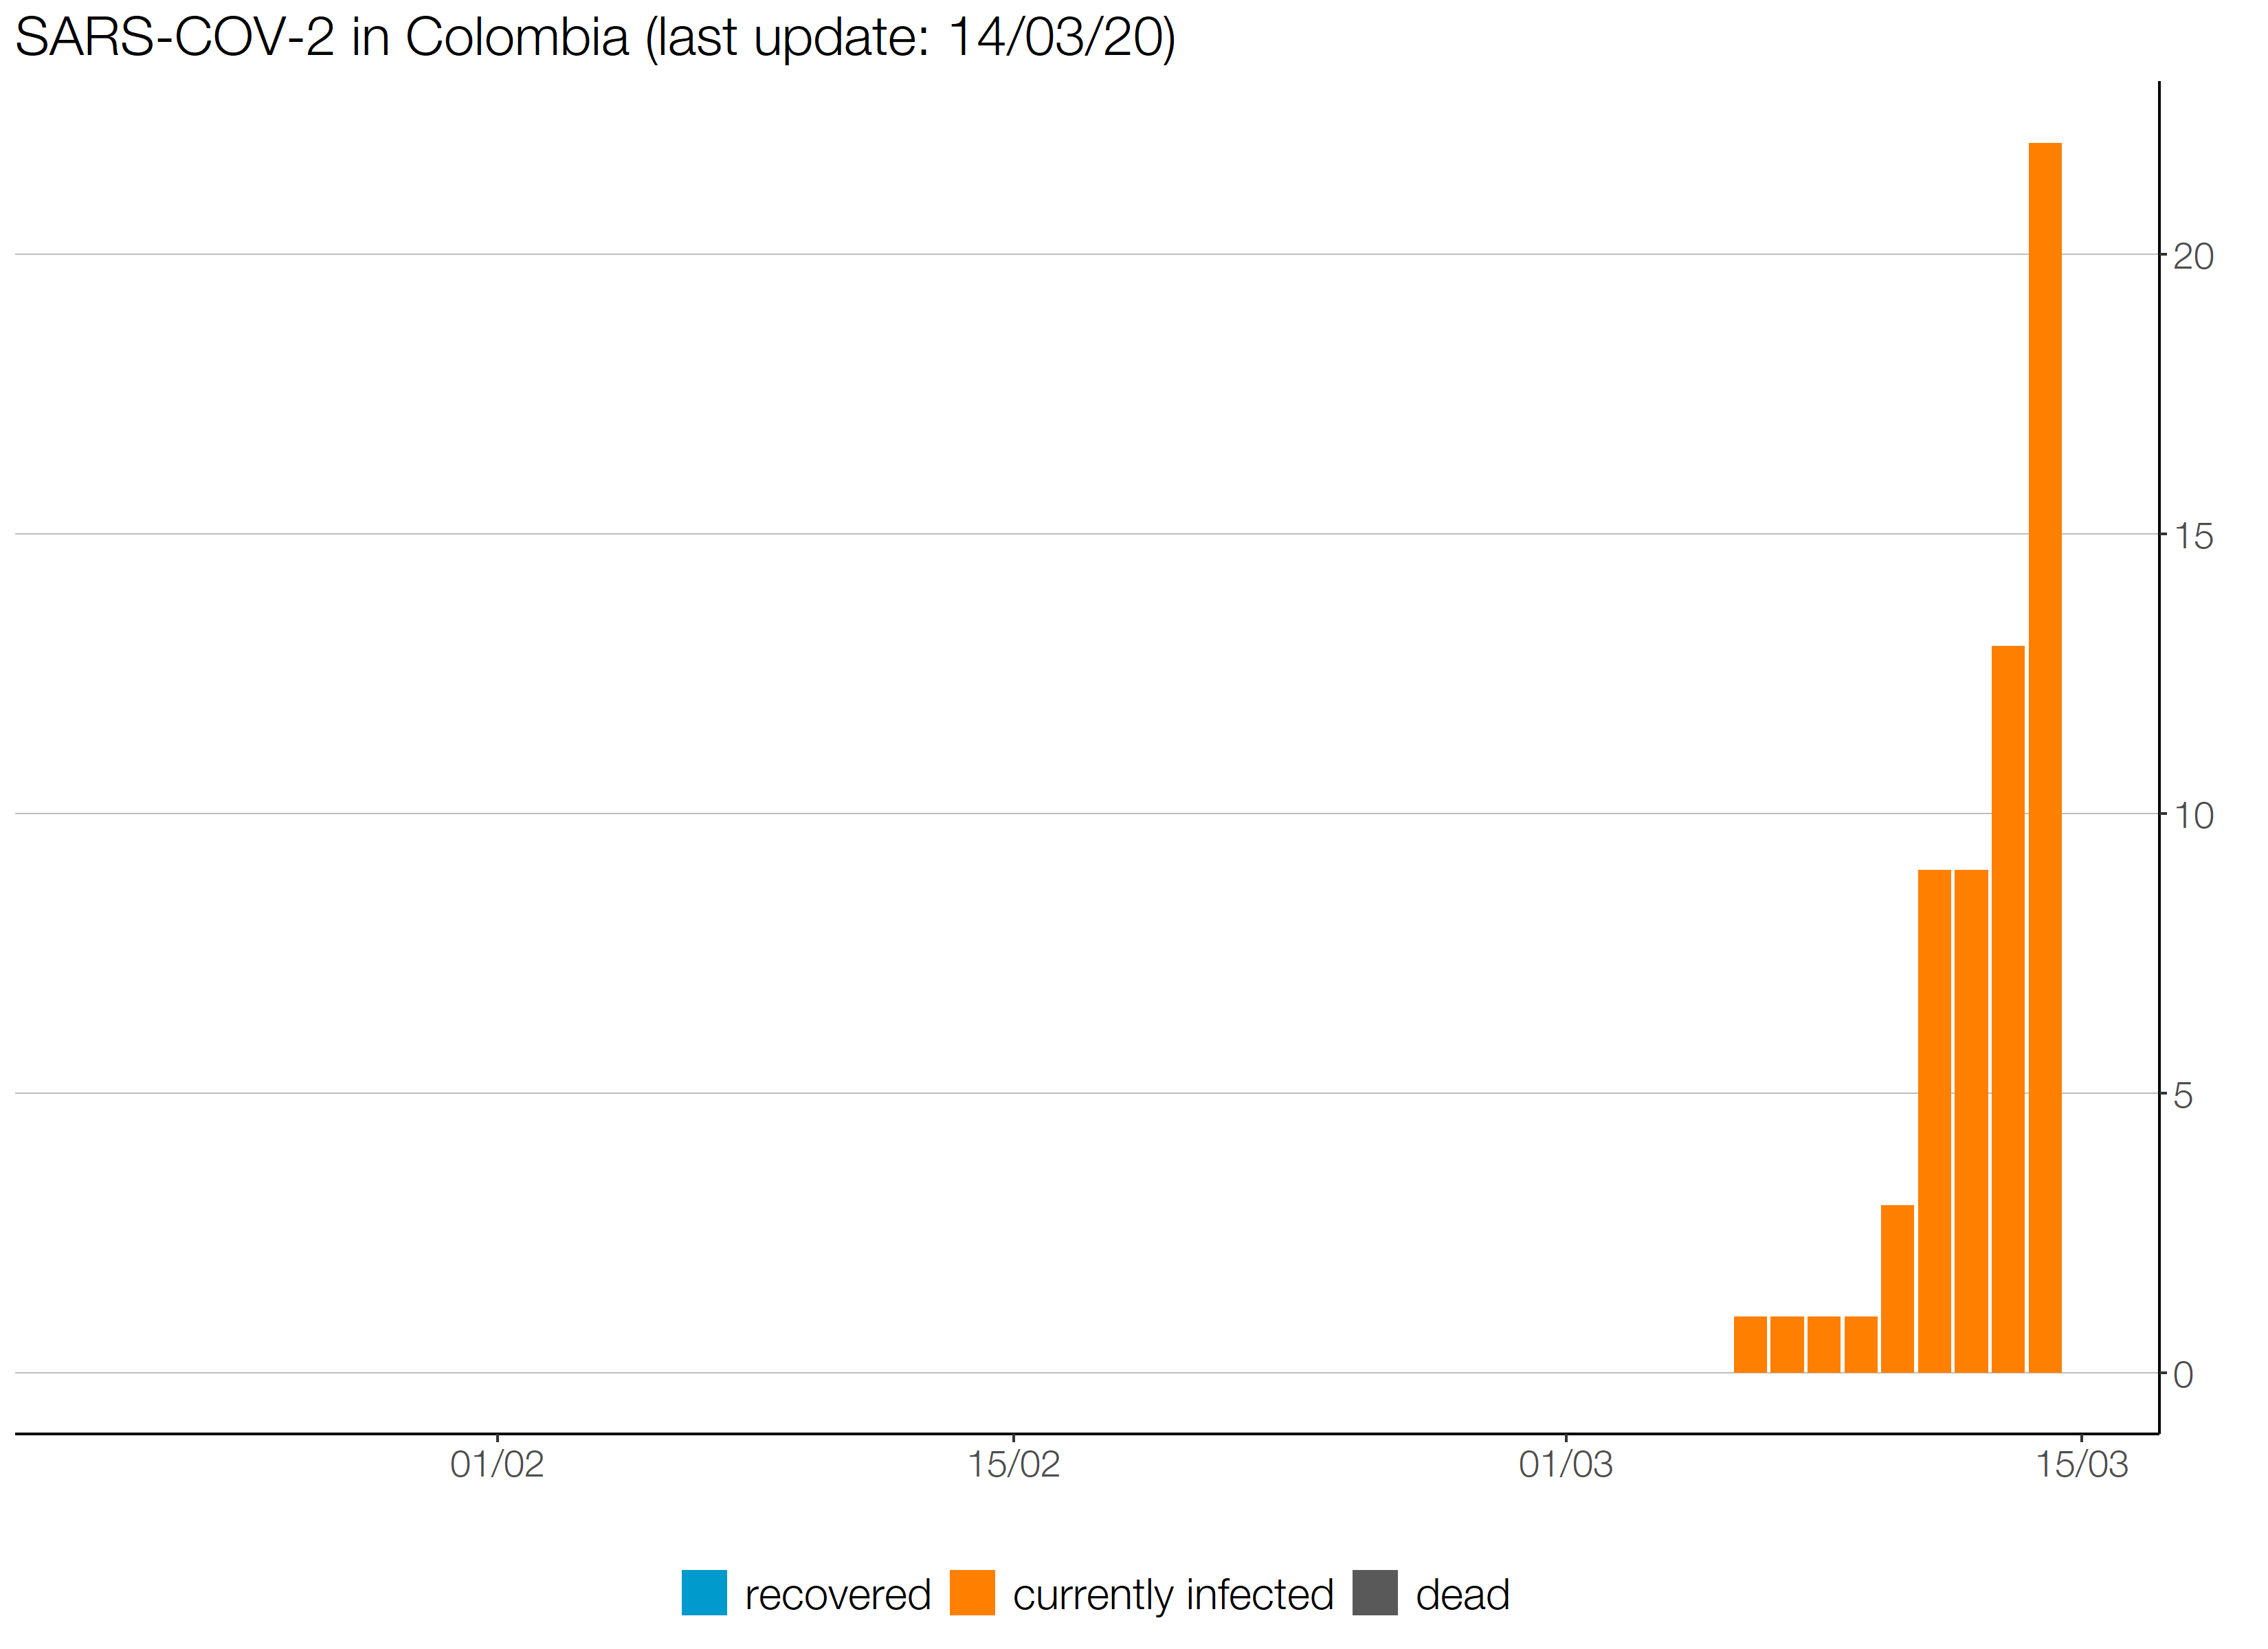 SARS-COV-2 in Colombia (last update: 14/03/20)
20
15
10
5
0
01/02 15/02 01/03 15/03
recovered currently infected dead